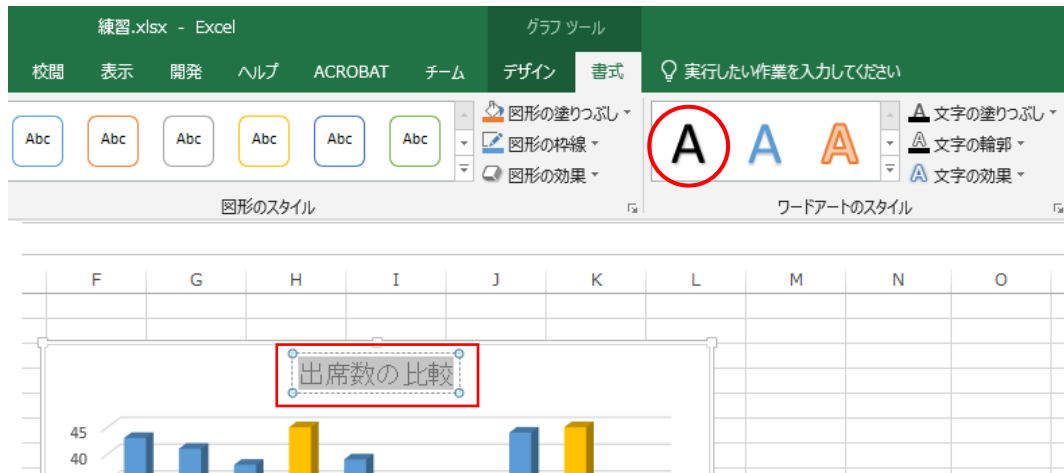 練習.xlsx - Excel グラフ ツール
校閲 表示 開発 ヘルプ ACROBAT チーム デザイン 書式 実行したい作業を入力してください
Abc Abc Abc Abc Abc Abc 図形の塗りつぶし A A A A 文字の塗りつぶし
図形の枠線 A 文字の輪郭
図形の効果 A 文字の効果
図形のスタイル ワードアートのスタイル
F G H I J K L M N O
出席数の比較
45
40